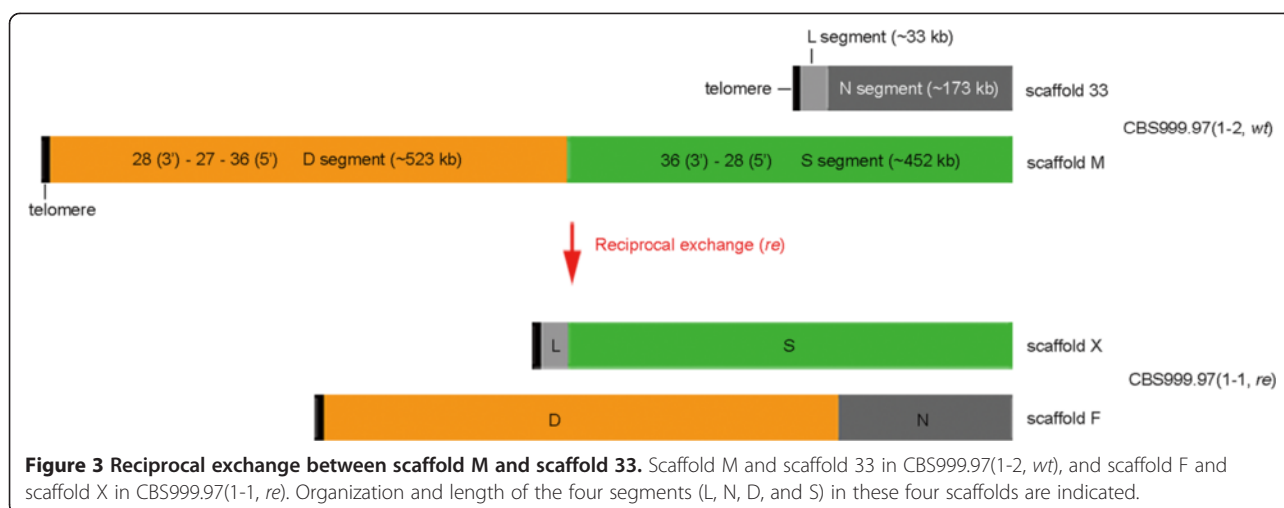 L segment (~33 kb)
telomere
N segment (~173 kb)
scaffold 33
CBS999.97(1-2, wt)
28 (3') - 27 - 36 (5') D segment (~523 kb)
36 (3') - 28 (5') S segment (~452 kb)
scaffold M
telomere
Reciprocal exchange (re)
L
S
scaffold X
CBS999.97(1-1, re)
D
N
scaffold F
Figure 3 Reciprocal exchange between scaffold M and scaffold 33. Scaffold M and scaffold 33 in CBS999.97(1-2, wt), and scaffold F and
scaffold X in CBS999.97(1-1, re). Organization and length of the four segments (L, N, D, and S) in these four scaffolds are indicated.